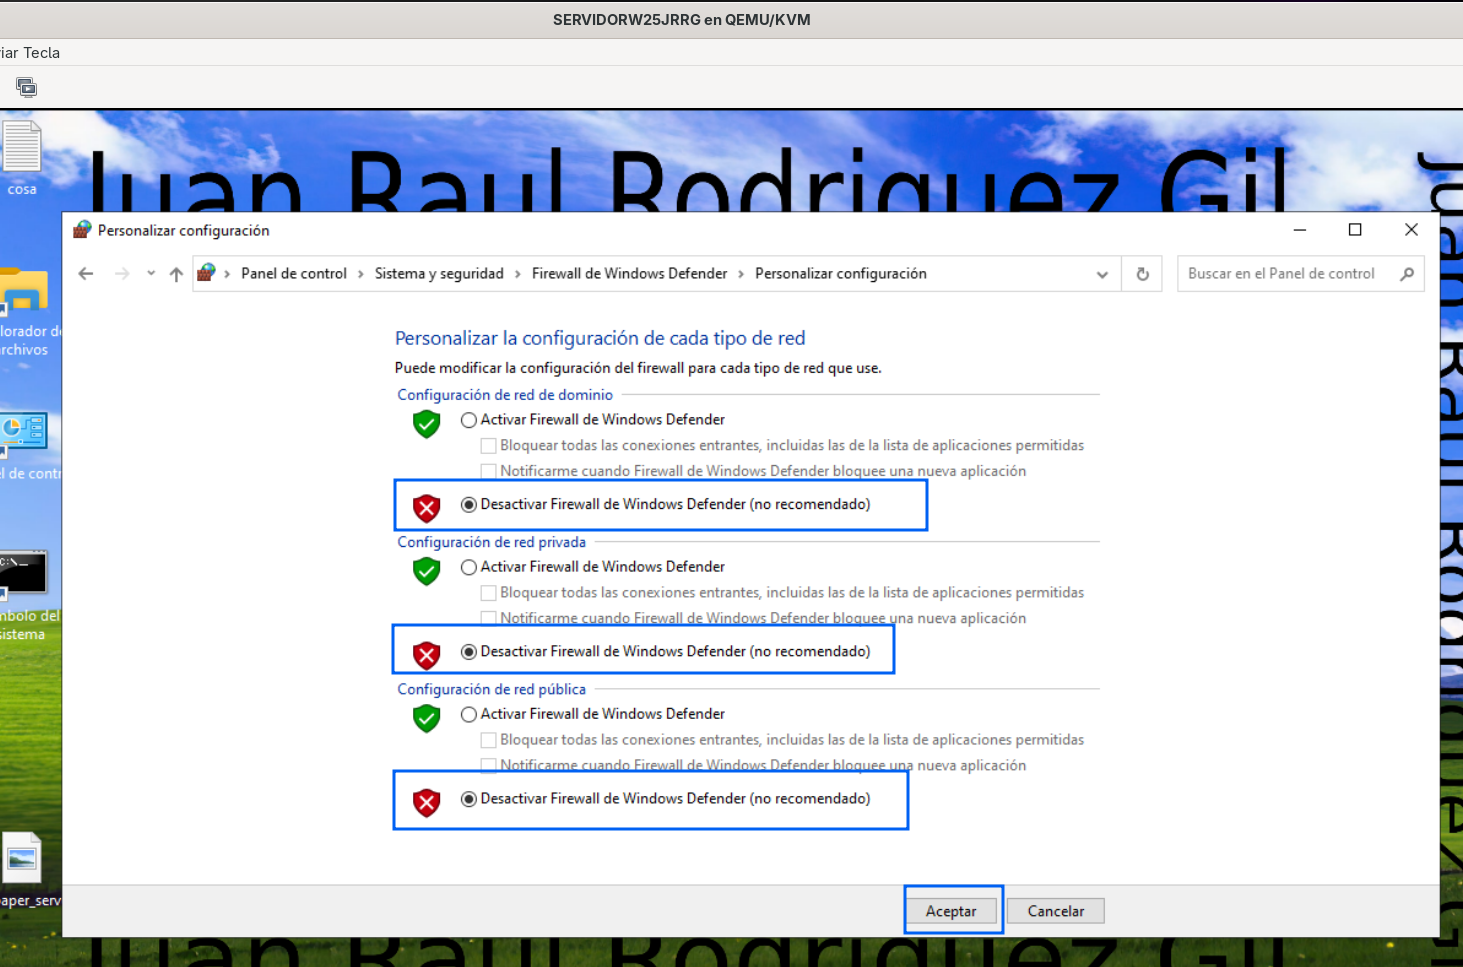 SERVIDORW25JRRG en QEMU/KVM
iar Tecla
cosa
Juan Raul Rodriguez Gil
Personalizar configuración
Panel de control > Sistema y seguridad > Firewall de Windows Defender > Personalizar configuración
Buscar en el Panel de control
lorador de
rchivos
l de contr
C:\_
mbolo del
sistema
aper_serv
Personalizar la configuración de cada tipo de red
Puede modificar la configuración del firewall para cada tipo de red que use.
Configuración de red de dominio
Activar Firewall de Windows Defender
Bloquear todas las conexiones entrantes, incluidas las de la lista de aplicaciones permitidas
Notificarme cuando Firewall de Windows Defender bloquee una nueva aplicación
Desactivar Firewall de Windows Defender (no recomendado)
Configuración de red privada
Activar Firewall de Windows Defender
Bloquear todas las conexiones entrantes, incluidas las de la lista de aplicaciones permitidas
Notificarme cuando Firewall de Windows Defender bloquee una nueva aplicación
Desactivar Firewall de Windows Defender (no recomendado)
Configuración de red pública
Activar Firewall de Windows Defender
Bloquear todas las conexiones entrantes, incluidas las de la lista de aplicaciones permitidas
Notificarme cuando Firewall de Windows Defender bloquee una nueva aplicación
Desactivar Firewall de Windows Defender (no recomendado)
Aceptar
Cancelar
Juan Raul Rodriguez Gil
Juan Raul Rodriguez Gil